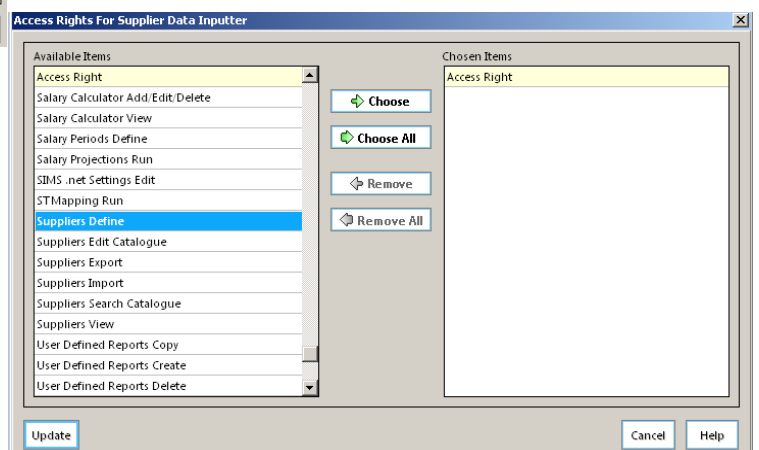 Access Rights For Supplier Data Inputter
Available Items
Access Right
Salary Calculator Add/Edit/Delete
Salary Calculator View
Salary Periods Define
Salary Projections Run
SIMS .net Settings Edit
STMapping Run
Suppliers Define
Suppliers Edit Catalogue
Suppliers Export
Suppliers Import
Suppliers Search Catalogue
Suppliers View
User Defined Reports Copy
User Defined Reports Create
User Defined Reports Delete
Choose
Choose All
Remove
Remove All
Chosen Items
Access Right
Update
Cancel
Help